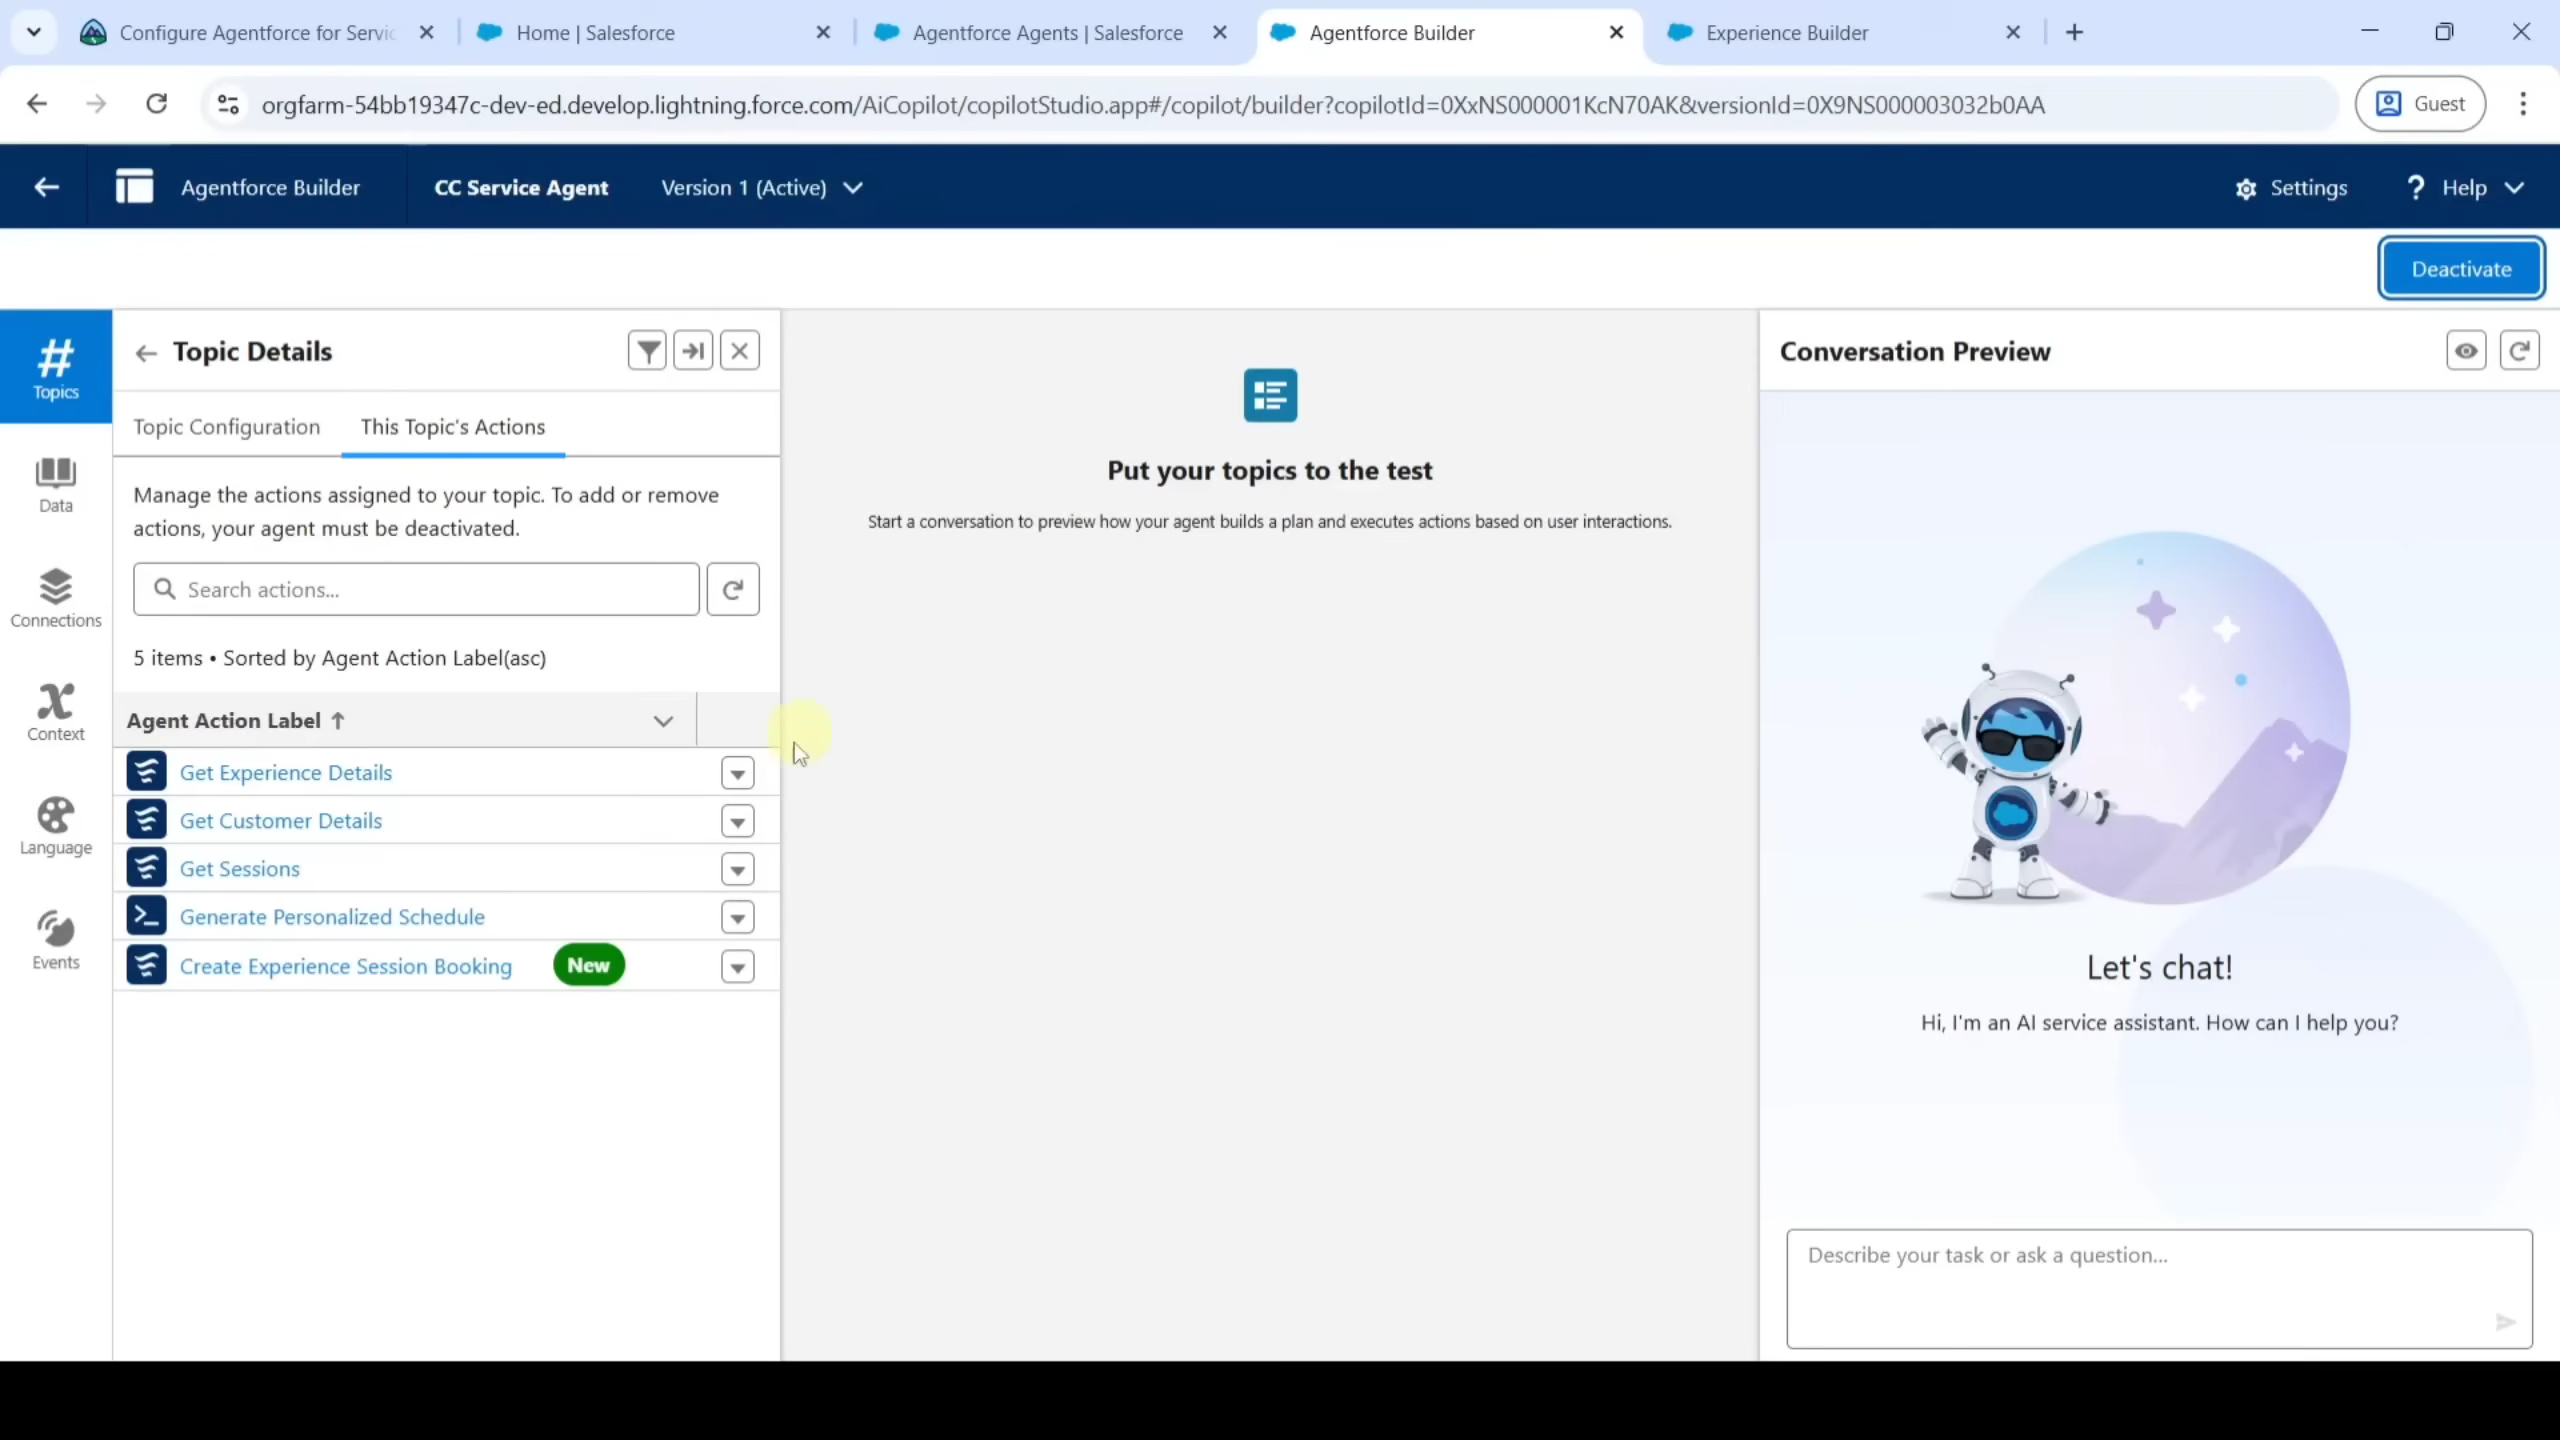 Configure Agentforce for Servic
Home | Salesforce
Agentforce Agents | Salesforce
Agentforce Builder
Experience Builder
orgfarm-54bb19347c-dev-ed.develop.lightning.force.com/AiCopilot/copilotStudio.app#/copilot/builder?copilotId=0XxNS000001KcN70AK&versionId=0X9NS000003032b0AA
Guest
Agentforce Builder
CC Service Agent
Version 1 (Active)
Settings
? Help
Deactivate
# Topics
Data
Connections
Context
Language
Events
Topic Details
Topic Configuration
This Topic's Actions
Manage the actions assigned to your topic. To add or remove
actions, your agent must be deactivated.
Search actions...
5 items • Sorted by Agent Action Label(asc)
Agent Action Label ↑
Get Experience Details
Get Customer Details
Get Sessions
Generate Personalized Schedule
Create Experience Session Booking
New
Put your topics to the test
Start a conversation to preview how your agent builds a plan and executes actions based on user interactions.
Conversation Preview
Let's chat!
Hi, I'm an AI service assistant. How can I help you?
Describe your task or ask a question...